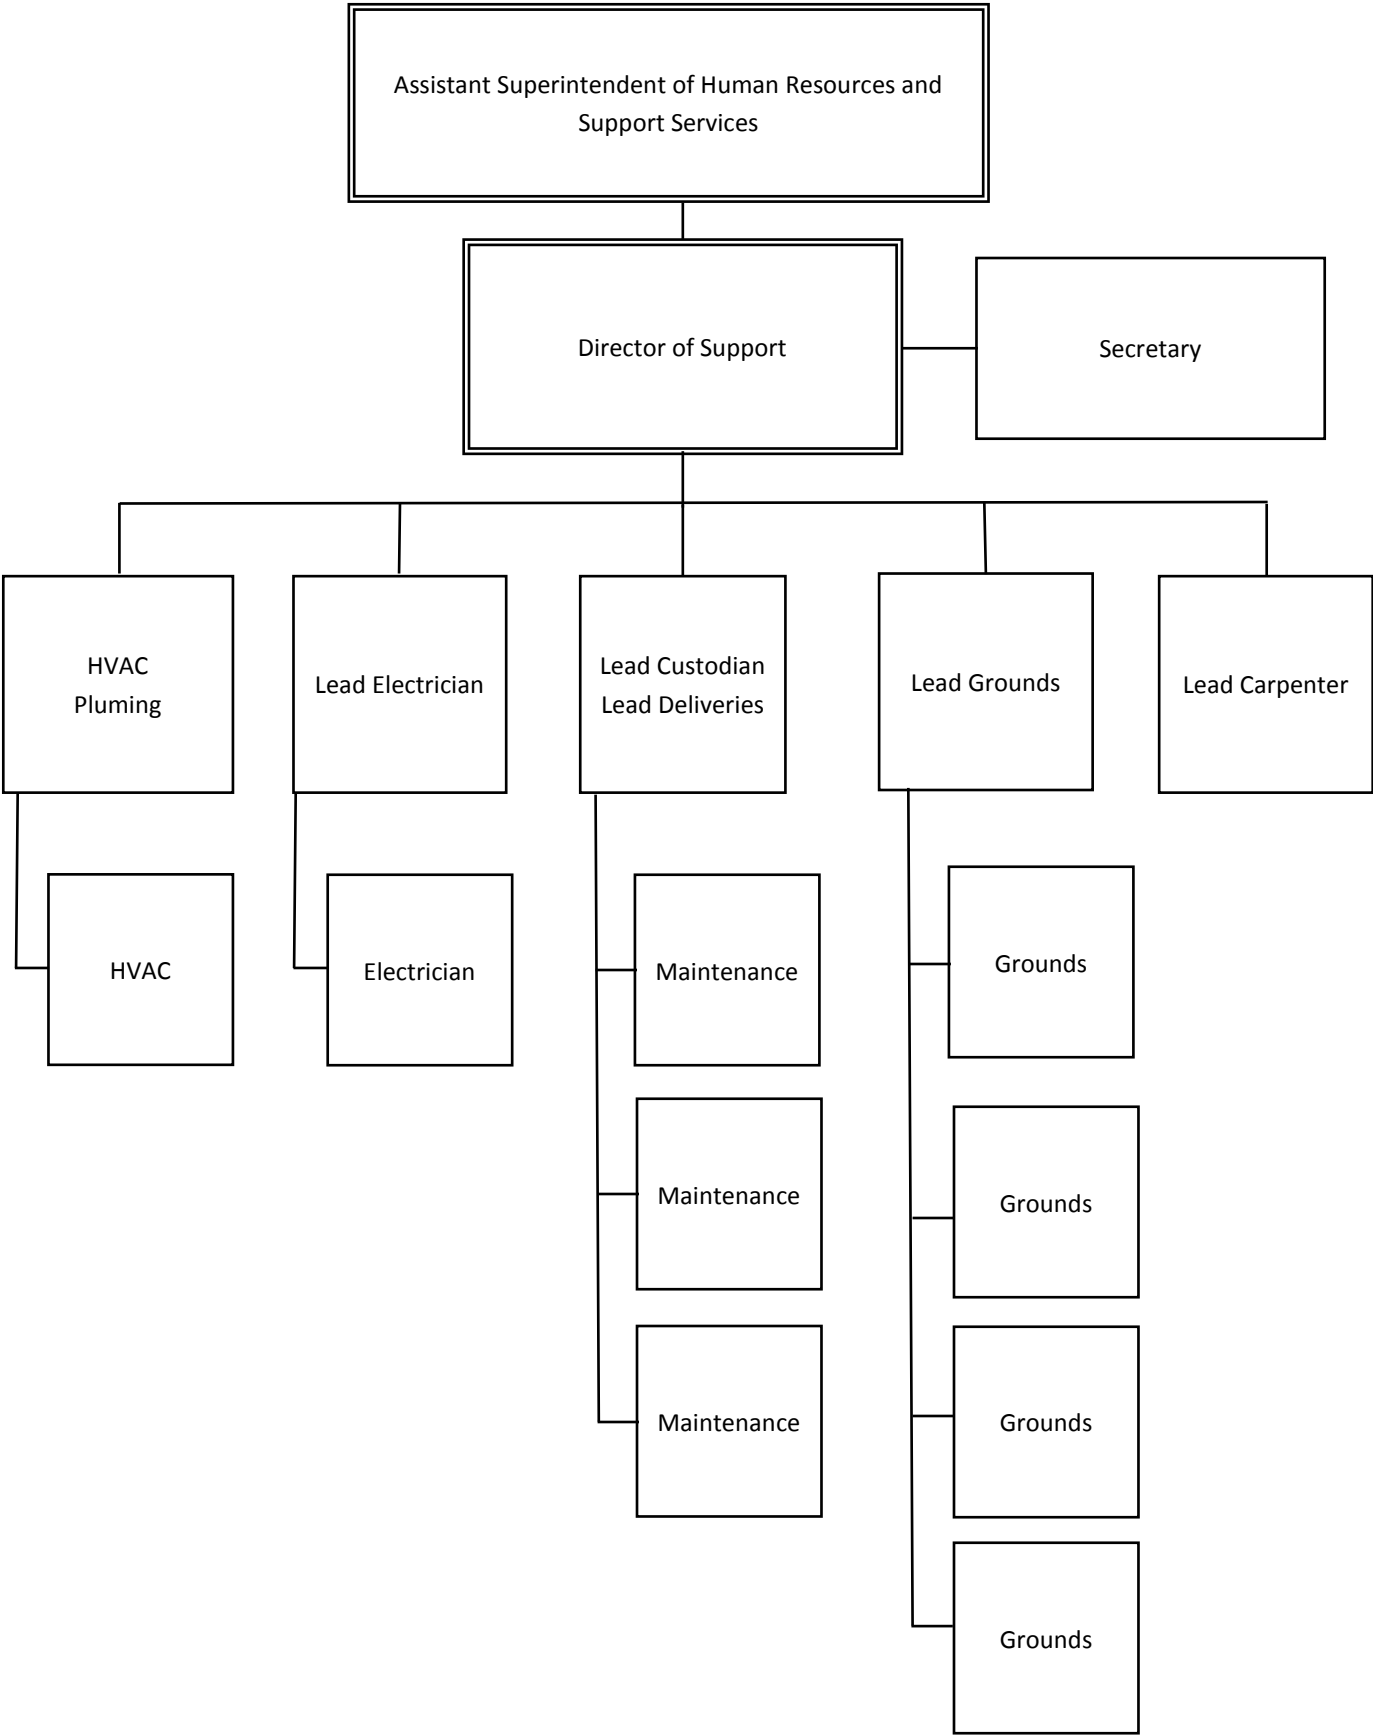 Assistant Superintendent of Human Resources and
Support Services
Director of Support
Secretary
HVAC
Pluming
Lead Electrician
Lead Custodian
Lead Deliveries
Lead Grounds
Lead Carpenter
HVAC
Electrician
Maintenance
Grounds
Maintenance
Grounds
Maintenance
Grounds
Grounds